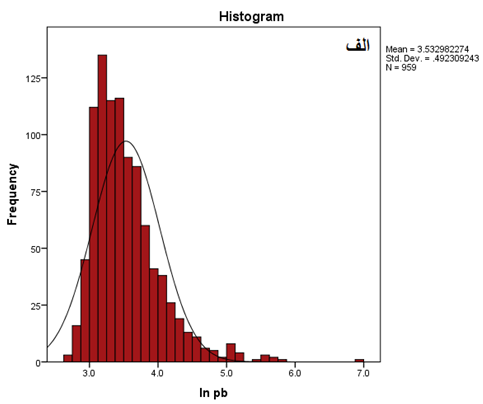 Histogram
الف
Mean = 3.532982274
Std. Dev. = .492309243
N = 959
125
100
75
50
25
0
Frequency
3.0 4.0 5.0 6.0 7.0
ln pb